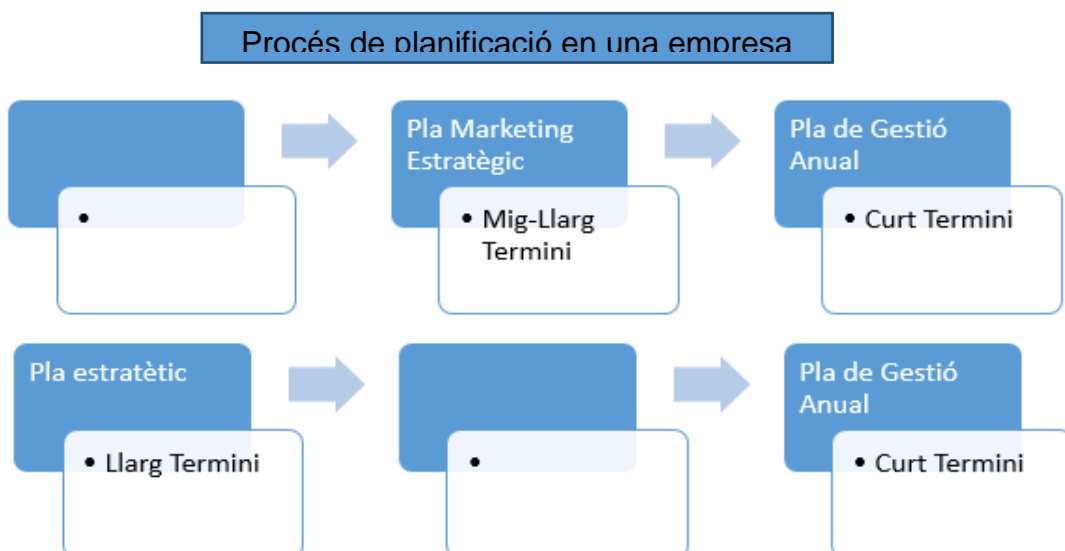 Procés de planificació en una empresa
Pla Marketing
Estratègic
Pla de Gestió
Anual
•
• Mig-Llarg
Termini
• Curt Termini
Pla estratètic
Pla de Gestió
Anual
• Llarg Termini
•
• Curt Termini